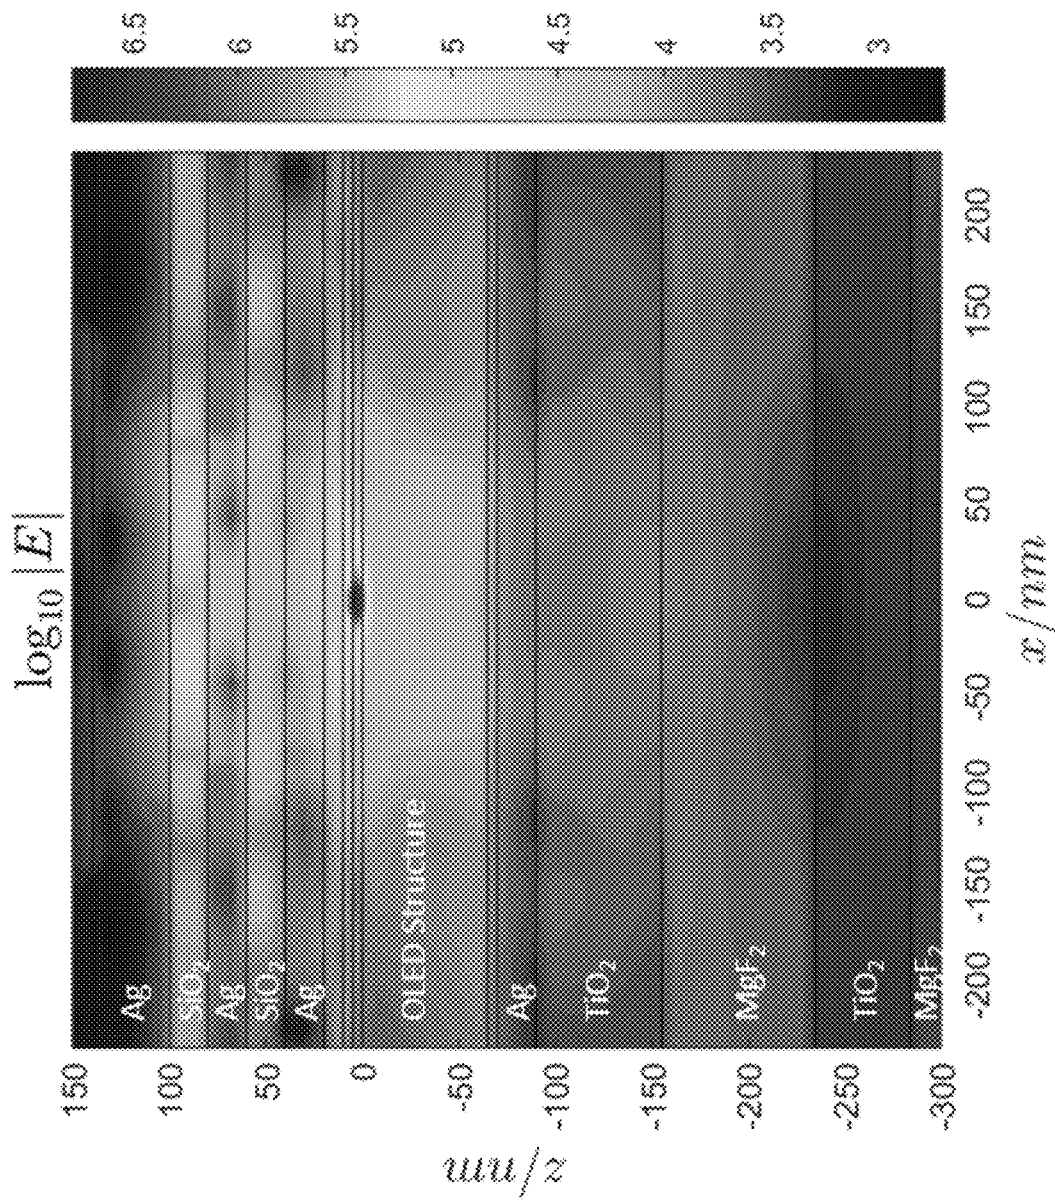 log₁₀ |E|
6.5
6
5.5
5
4.5
4
3.5
3
Ag
SiO₂
Ag
SiO₂
Ag
OLED Structure
Ag
TiO₂
MgF₂
TiO₂
MgF₂
150
100
50
0
-50
-100
-150
-200
-250
-300
z/nm
-200
-150
-100
-50
0
50
100
150
200
x/nm